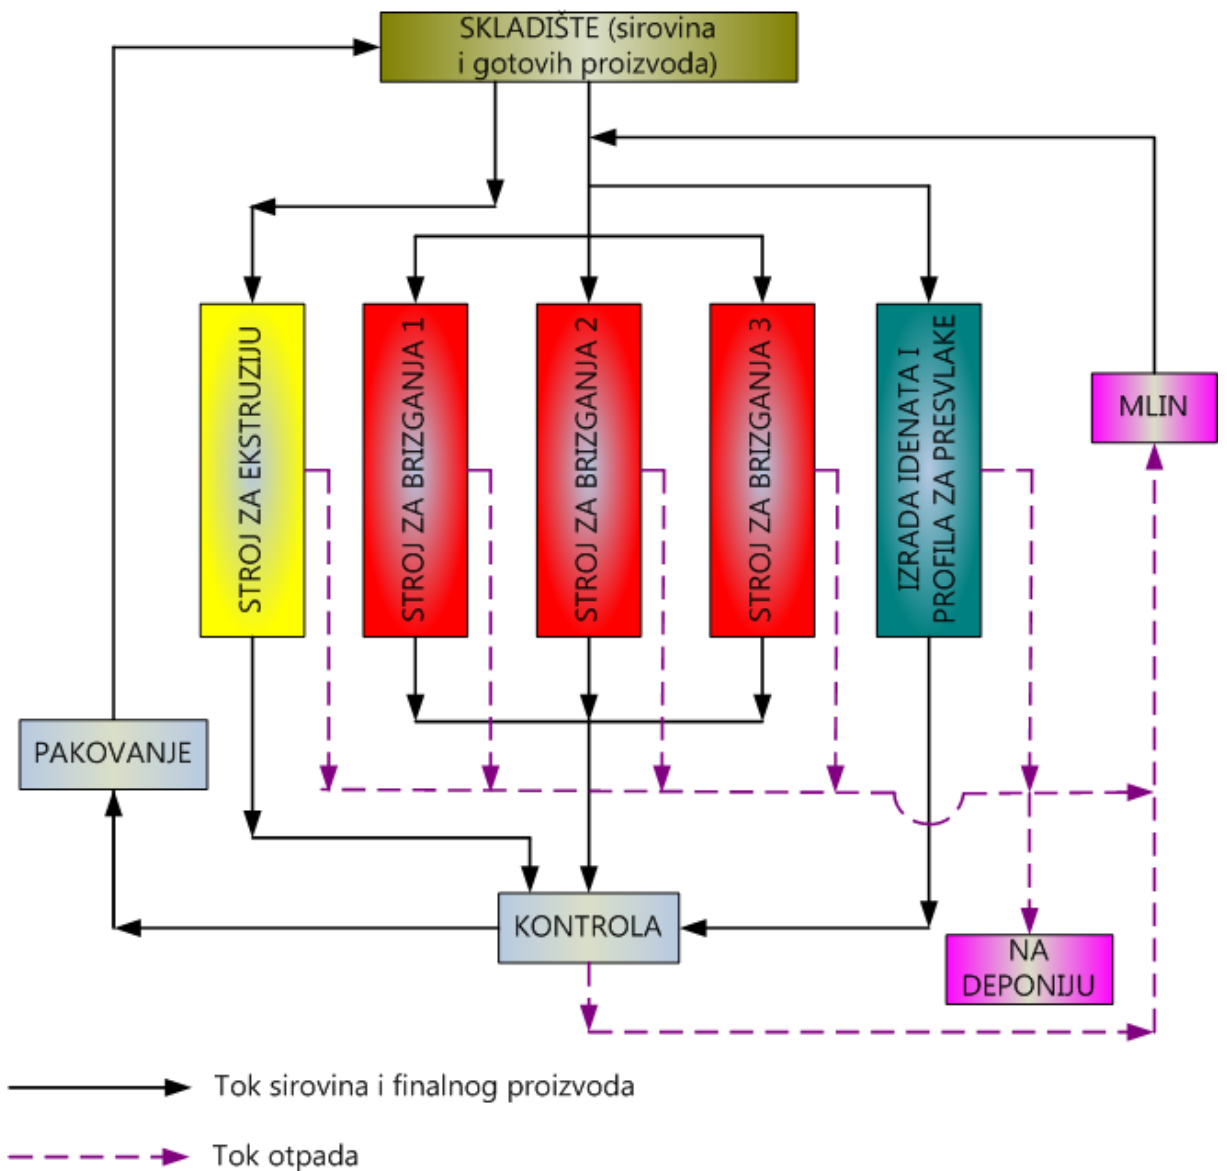 SKLADIŠTE (sirovina
i gotovih proizvoda)
STROJ ZA EKSTRUZIJU
STROJ ZA BRIZGANJA 1
STROJ ZA BRIZGANJA 2
STROJ ZA BRIZGANJA 3
IZRADA IDENATA I
PROFILA ZA PRESVLAKE
MLIN
PAKOVANJE
KONTROLA
NA
DEPONIJU
Tok sirovina i finalnog proizvoda
Tok otpada